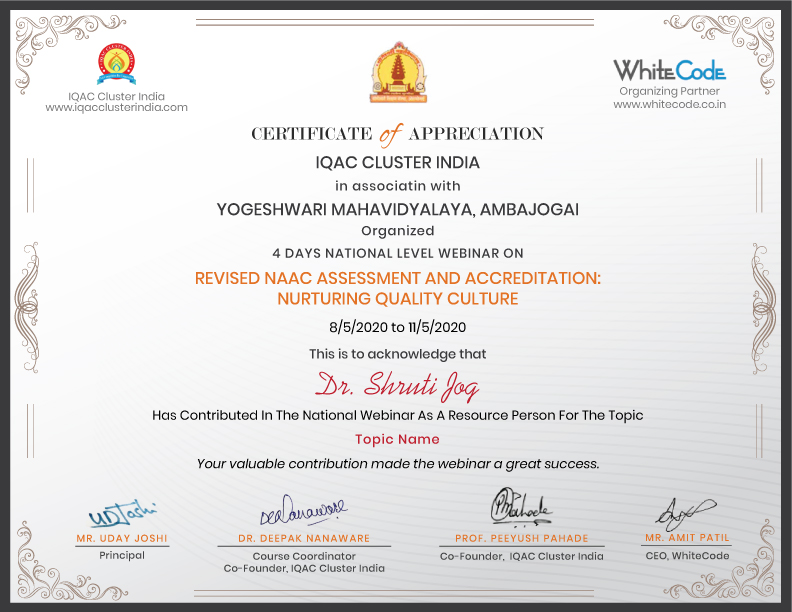 IQAC Cluster India
www.iqacclusterindia.com
WhiteCode
Organizing Partner
www.whitecode.co.in
CERTIFICATE of APPRECIATION
IQAC CLUSTER INDIA
in associatin with
YOGESHWARI MAHAVIDYALAYA, AMBAJOGAI
Organized
4 DAYS NATIONAL LEVEL WEBINAR ON
REVISED NAAC ASSESSMENT AND ACCREDITATION:
NURTURING QUALITY CULTURE
8/5/2020 to 11/5/2020
This is to acknowledge that
Dr. Shruti Jog
Has Contributed In The National Webinar As A Resource Person For The Topic
Topic Name
Your valuable contribution made the webinar a great success.
MR. UDAY JOSHI
Principal
DR. DEEPAK NANAWARE
Course Coordinator
Co-Founder, IQAC Cluster India
PROF. PEEYUSH PAHADE
Co-Founder, IQAC Cluster India
MR. AMIT PATIL
CEO, WhiteCode